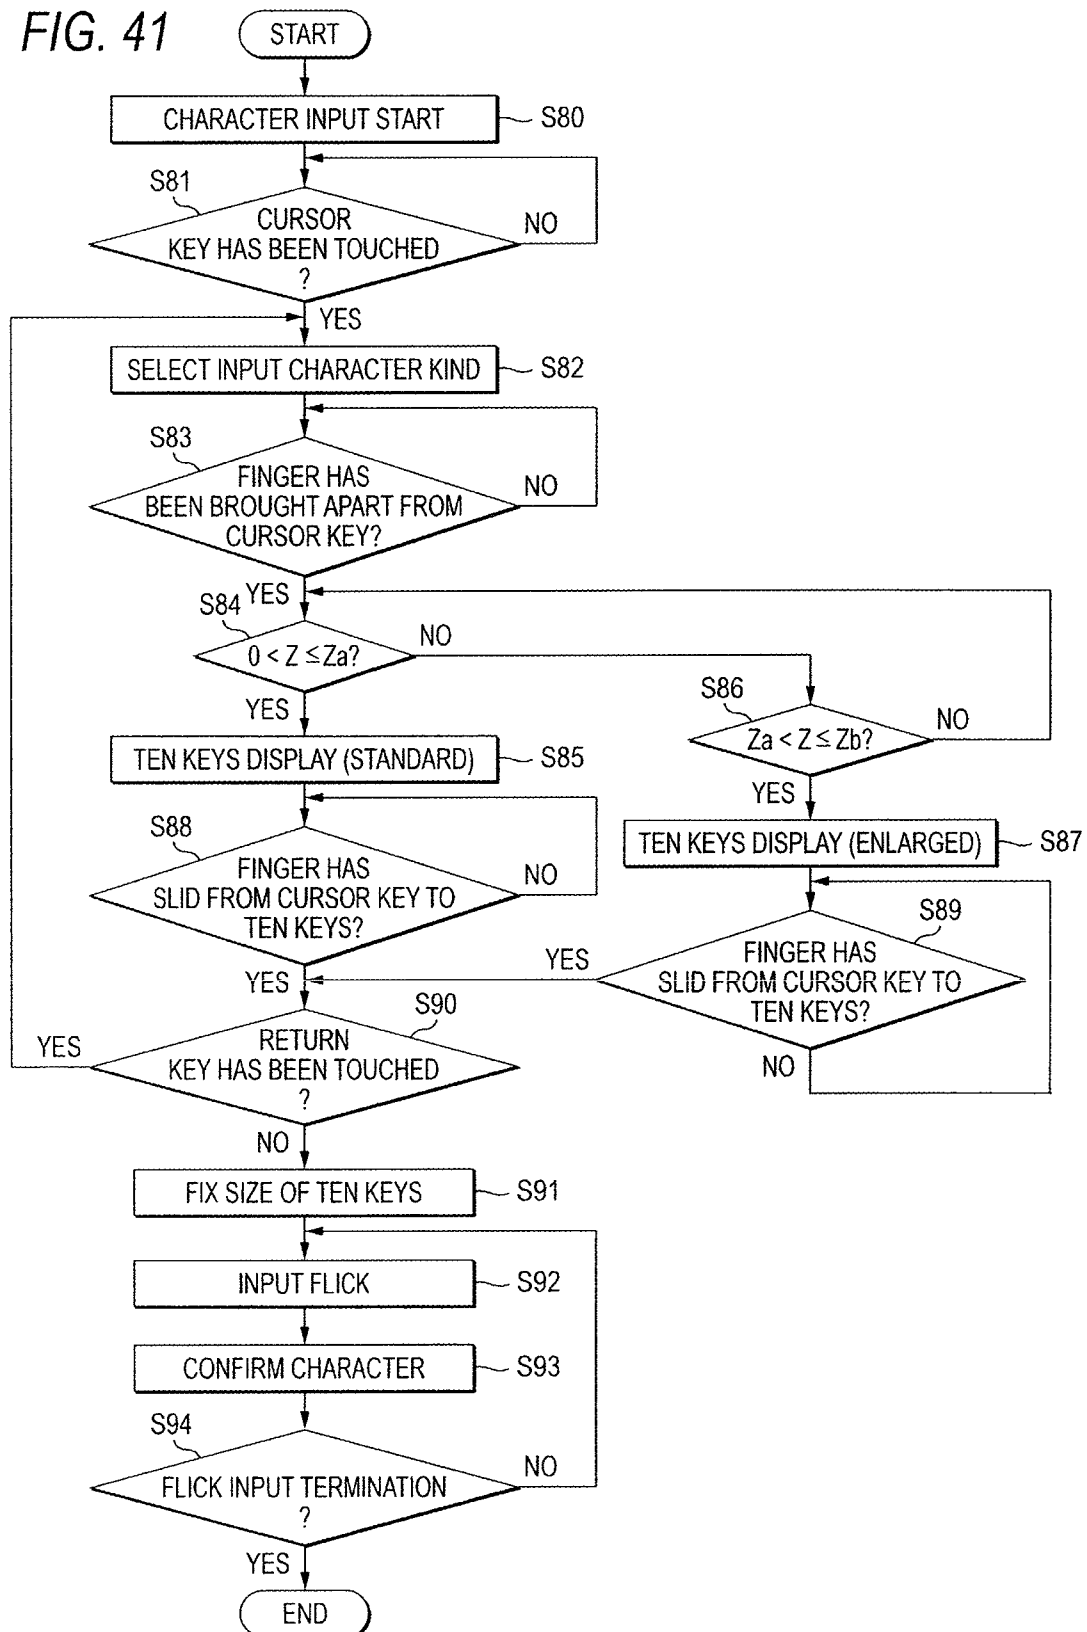 FIG. 41
START
CHARACTER INPUT START
S80
S81
CURSOR
KEY HAS BEEN TOUCHED
?
NO
YES
SELECT INPUT CHARACTER KIND
S82
S83
FINGER HAS
BEEN BROUGHT APART FROM
CURSOR KEY?
NO
YES
S84
0 < Z ≦ Za?
NO
YES
S86
Za < Z ≦ Zb?
NO
YES
TEN KEYS DISPLAY (STANDARD)
S85
TEN KEYS DISPLAY (ENLARGED)
S87
S88
FINGER HAS
SLID FROM CURSOR KEY TO
TEN KEYS?
NO
YES
S89
FINGER HAS
SLID FROM CURSOR KEY TO
TEN KEYS?
YES
NO
S90
RETURN
KEY HAS BEEN TOUCHED
?
YES
NO
FIX SIZE OF TEN KEYS
S91
INPUT FLICK
S92
CONFIRM CHARACTER
S93
S94
FLICK INPUT TERMINATION
?
NO
YES
END